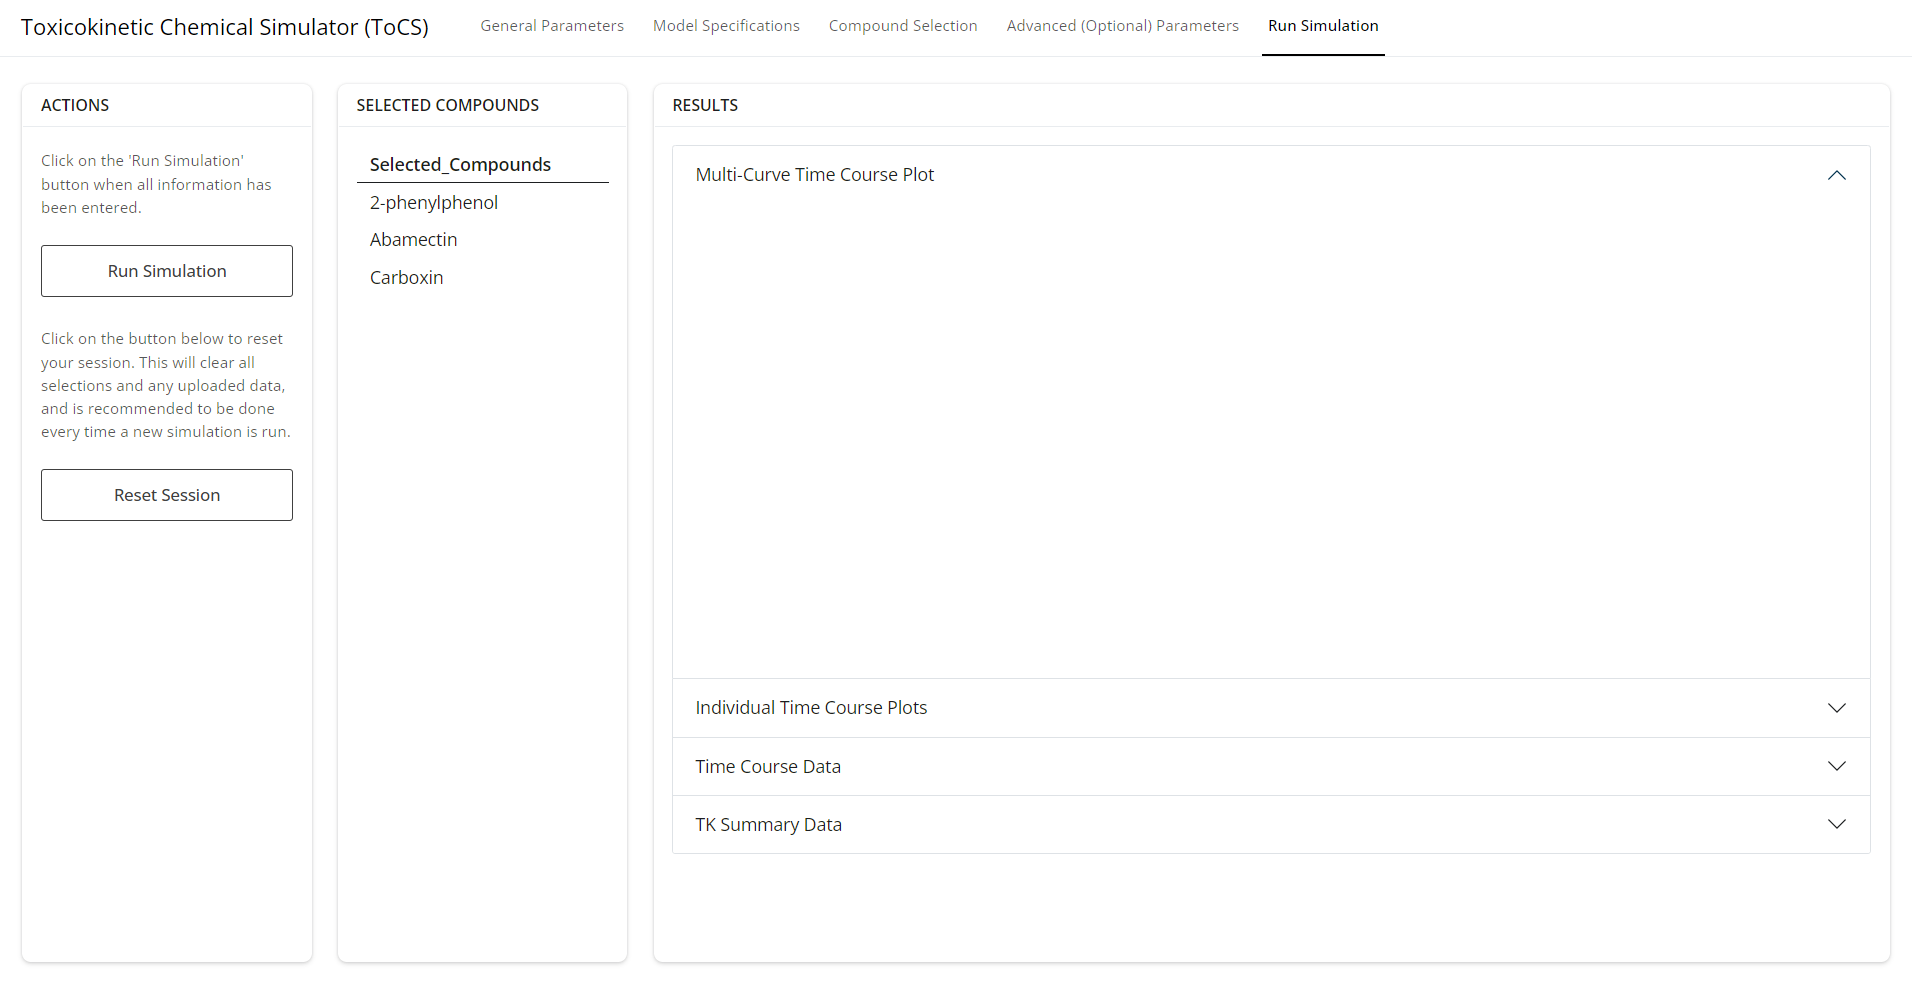 Toxicokinetic Chemical Simulator (ToCS)
General Parameters
Model Specifications
Compound Selection
Advanced (Optional) Parameters
Run Simulation
ACTIONS
Click on the 'Run Simulation'
button when all information has
been entered.
Run Simulation
Click on the button below to reset
your session. This will clear all
selections and any uploaded data,
and is recommended to be done
every time a new simulation is run.
Reset Session
SELECTED COMPOUNDS
Selected_Compounds
2-phenylphenol
Abamectin
Carboxin
RESULTS
Multi-Curve Time Course Plot
Individual Time Course Plots
Time Course Data
TK Summary Data